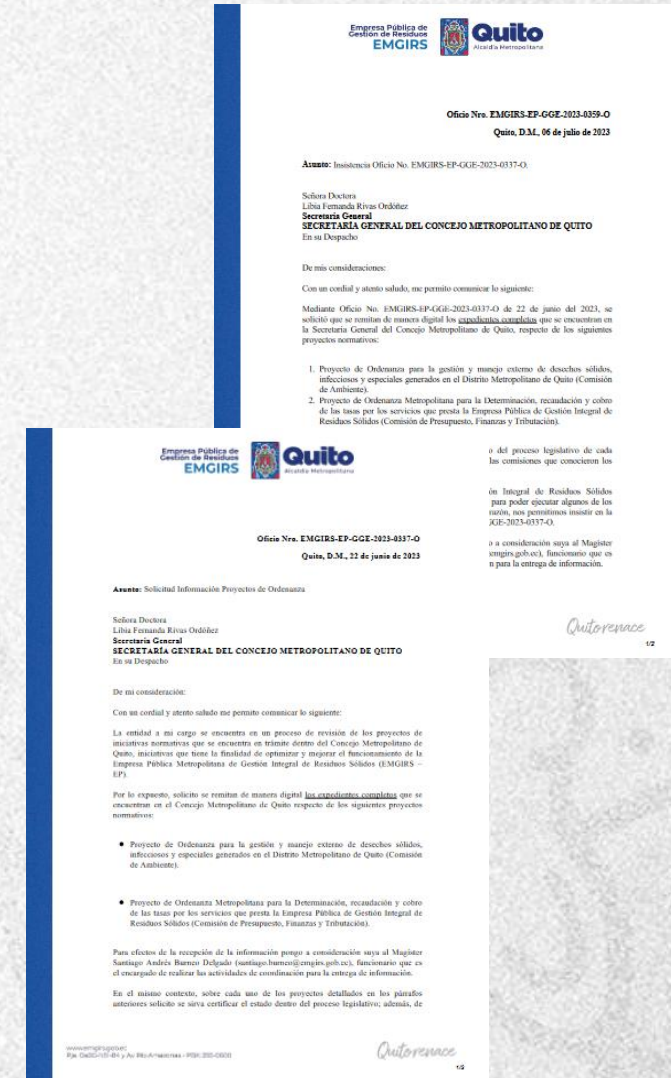 Empresa Pública de
Gestión de Residuos
EMGIRS
Quito
Alcaldía Metropolitana
Oficio Nro. EMGIRS-EP-GGE-2023-0359-O
Quito, D.M., 06 de julio de 2023
Asunto: Insistencia Oficio No. EMGIRS-EP-GGE-2023-0337-O.
Señora Doctora
Libia Fernanda Rivas Ordóñez
Secretaria General
SECRETARÍA GENERAL DEL CONCEJO METROPOLITANO DE QUITO
En su Despacho
De mis consideraciones:
Con un cordial y atento saludo, me permito comunicar lo siguiente:
Mediante Oficio No. EMGIRS-EP-GGE-2023-0337-O de 22 de junio del 2023, se
solicitó que se remitan de manera digital los expedientes completos que se encuentran en
la Secretaría General del Concejo Metropolitano de Quito, respecto de los siguientes
proyectos normativos:
1. Proyecto de Ordenanza para la gestión y manejo externo de desechos sólidos,
infecciosos y especiales generados en el Distrito Metropolitano de Quito (Comisión
de Ambiente).
2. Proyecto de Ordenanza Metropolitana para la Determinación, recaudación y cobro
de las tasas por los servicios que presta la Empresa Pública de Gestión Integral de
Residuos Sólidos (Comisión de Presupuesto, Finanzas y Tributación).
o del proceso legislativo de cada
las comisiones que conocieron los
ón Integral de Residuos Sólidos
para poder ejecutar algunos de los
razón, nos permitimos insistir en la
GE-2023-0337-O.
o a consideración suya al Magister
emgirs.gob.ec), funcionario que es
n para la entrega de información.
Quito renace
1/2
Empresa Pública de
Gestión de Residuos
EMGIRS
Quito
Alcaldía Metropolitana
Oficio Nro. EMGIRS-EP-GGE-2023-0337-O
Quito, D.M., 22 de junio de 2023
Asunto: Solicitud Información Proyectos de Ordenanza
Señora Doctora
Libia Fernanda Rivas Ordóñez
Secretaria General
SECRETARÍA GENERAL DEL CONCEJO METROPOLITANO DE QUITO
En su Despacho
De mi consideración:
Con un cordial y atento saludo me permito comunicar lo siguiente:
La entidad a mi cargo se encuentra en un proceso de revisión de los proyectos de
iniciativas normativas que se encuentra en trámite dentro del Concejo Metropolitano de
Quito, iniciativas que tiene la finalidad de optimizar y mejorar el funcionamiento de la
Empresa Pública Metropolitana de Gestión Integral de Residuos Sólidos (EMGIRS –
EP).
Por lo expuesto, solicito se remitan de manera digital los expedientes completos que se
encuentran en el Concejo Metropolitano de Quito respecto de los siguientes proyectos
normativos:
● Proyecto de Ordenanza para la gestión y manejo externo de desechos sólidos,
infecciosos y especiales generados en el Distrito Metropolitano de Quito (Comisión
de Ambiente).
● Proyecto de Ordenanza Metropolitana para la Determinación, recaudación y cobro
de las tasas por los servicios que presta la Empresa Pública de Gestión Integral de
Residuos Sólidos (Comisión de Presupuesto, Finanzas y Tributación).
Para efectos de la recepción de la información pongo a consideración suya al Magister
Santiago Andrés Burneo Delgado (santiago.burneo@emgirs.gob.ec), funcionario que es
el encargado de realizar las actividades de coordinación para la entrega de información.
En el mismo contexto, sobre cada uno de los proyectos detallados en los párrafos
anteriores solicito se sirva certificar el estado dentro del proceso legislativo; además, de
www.emgirs.gob.ec
Quito renace